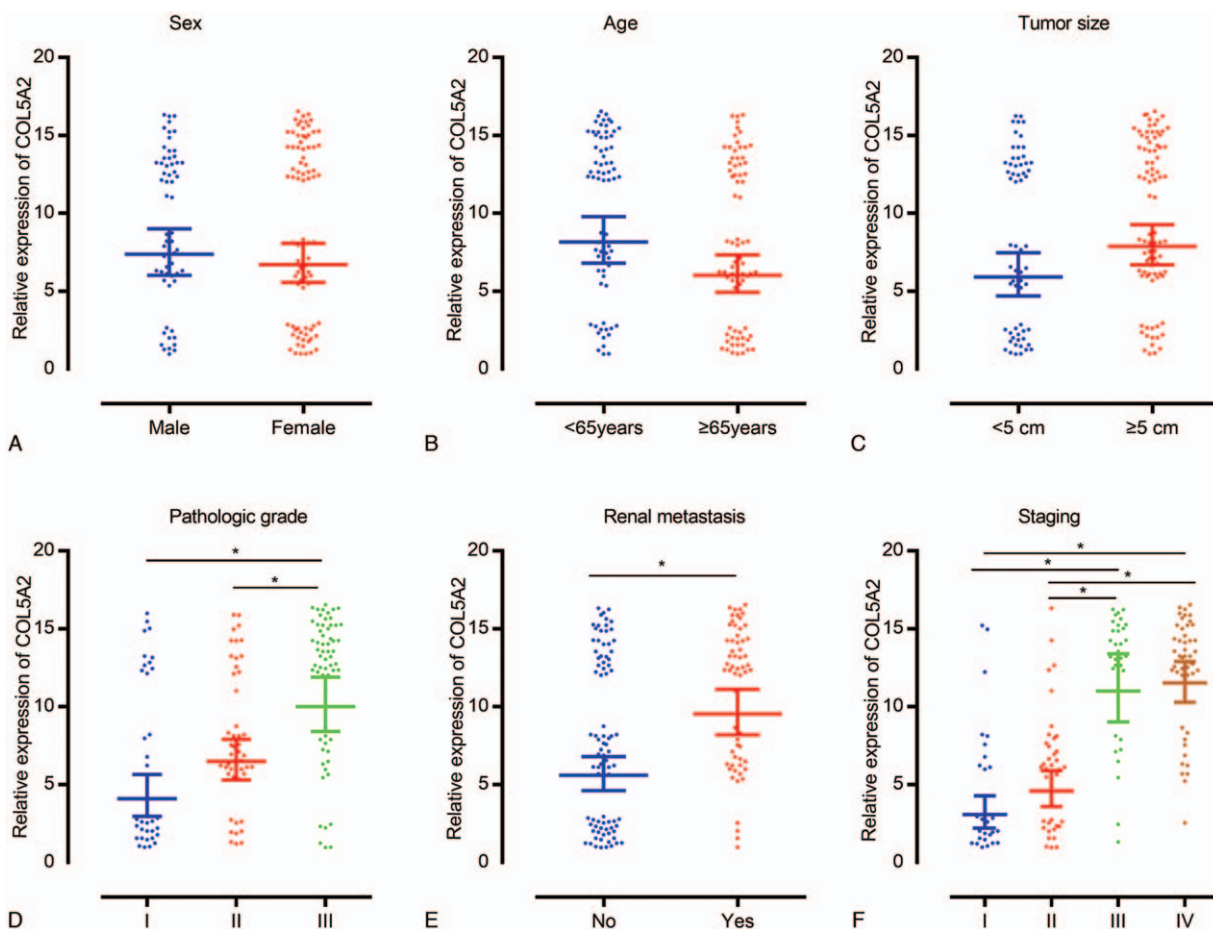 Sex
Relative expression of COL5A2
20
15
10
5
0
Male Female
A
Age
Relative expression of COL5A2
20
15
10
5
0
<65years ≥65years
B
Tumor size
Relative expression of COL5A2
20
15
10
5
0
<5 cm ≥5 cm
C
Pathologic grade
Relative expression of COL5A2
20
15
10
5
0
*
*
I II III
D
Renal metastasis
Relative expression of COL5A2
20
15
10
5
0
*
No Yes
E
Staging
Relative expression of COL5A2
20
15
10
5
0
*
*
*
*
I II III IV
F